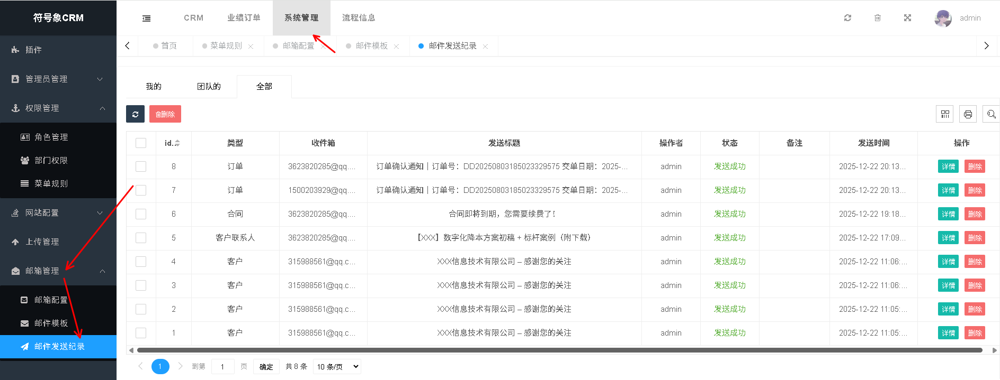 符号象CRM
CRM 业绩订单 系统管理 流程信息 admin
首页 菜单规则 邮箱配置 邮件模板 邮件发送纪录
插件
管理员管理
权限管理
角色管理
部门权限
菜单规则
网站配置
上传管理
邮箱管理
邮箱配置
邮件模板
邮件发送纪录
我的 团队的 全部
删除
id. 类型 收件箱 发送标题 操作者 状态 备注 发送时间 操作
8 订单 3623820285@qq.... 订单确认通知｜订单号：DD20250803185023329575 交单日期：2025-... admin 发送成功 2025-12-22 20:13... 详情 删除
7 订单 1500203929@qq.... 订单确认通知｜订单号：DD20250803185023329575 交单日期：2025-... admin 发送成功 2025-12-22 20:13... 详情 删除
6 合同 3623820285@qq.... 合同即将到期，您需要续费了！ admin 发送成功 2025-12-22 19:18... 详情 删除
5 客户联系人 3623820285@qq.... 【XXX】数字化降本方案初稿 + 标杆案例（附下载） admin 发送成功 2025-12-22 17:09... 详情 删除
4 客户 315988561@qq.c... XXX信息技术有限公司 – 感谢您的关注 admin 发送成功 2025-12-22 11:06:... 详情 删除
3 客户 315988561@qq.c... XXX信息技术有限公司 – 感谢您的关注 admin 发送成功 2025-12-22 11:06:... 详情 删除
2 客户 315988561@qq.c... XXX信息技术有限公司 – 感谢您的关注 admin 发送成功 2025-12-22 11:05:... 详情 删除
1 客户 315988561@qq.c... XXX信息技术有限公司 – 感谢您的关注 admin 发送成功 2025-12-22 11:05:... 详情 删除
1 到第 1 页 确定 共 8 条 10 条/页